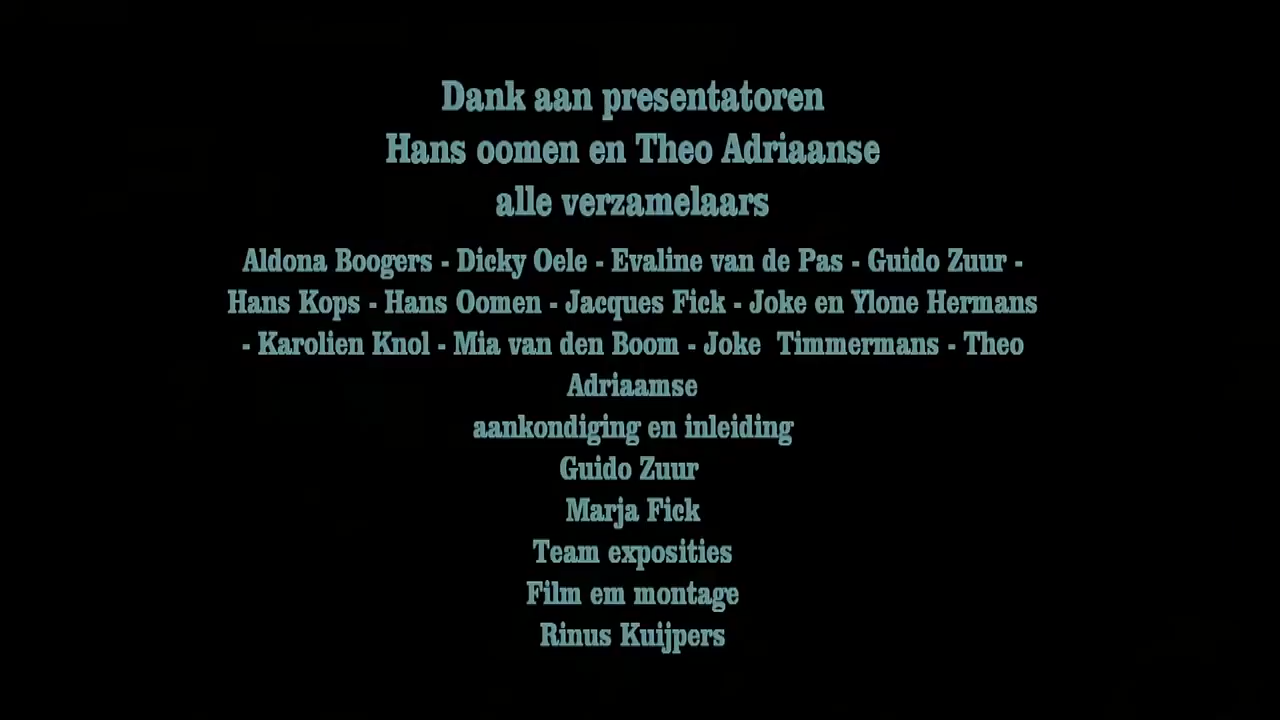 Dank aan presentatoren
Hans oomen en Theo Adriaanse
alle verzamelaars
Aldona Boogers - Dicky Oele - Evaline van de Pas - Guido Zuur -
Hans Kops - Hans Oomen - Jacques Fick - Joke en Ylone Hermans
- Karolien Knol - Mia van den Boom - Joke Timmermans - Theo
Adriaamse
aankondiging en inleiding
Guido Zuur
Marja Fick
Team exposities
Film em montage
Rinus Kuijpers